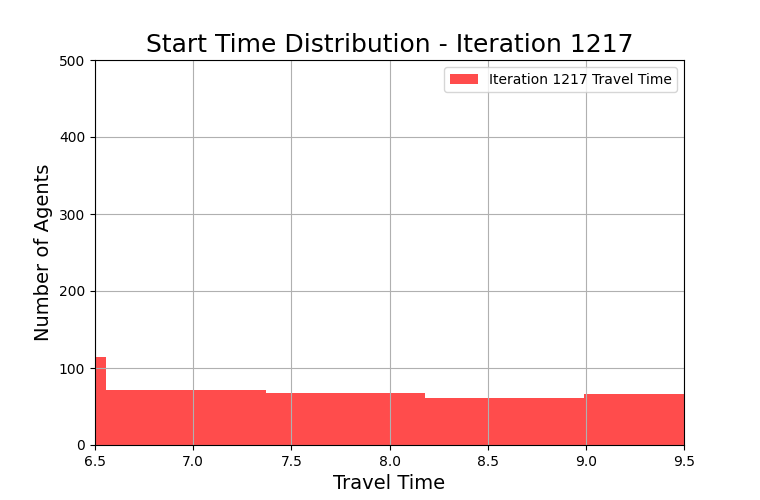 Start Time Distribution - Iteration 1217
Iteration 1217 Travel Time
Number of Agents
500
400
300
200
100
0
6.5 7.0 7.5 8.0 8.5 9.0 9.5
Travel Time